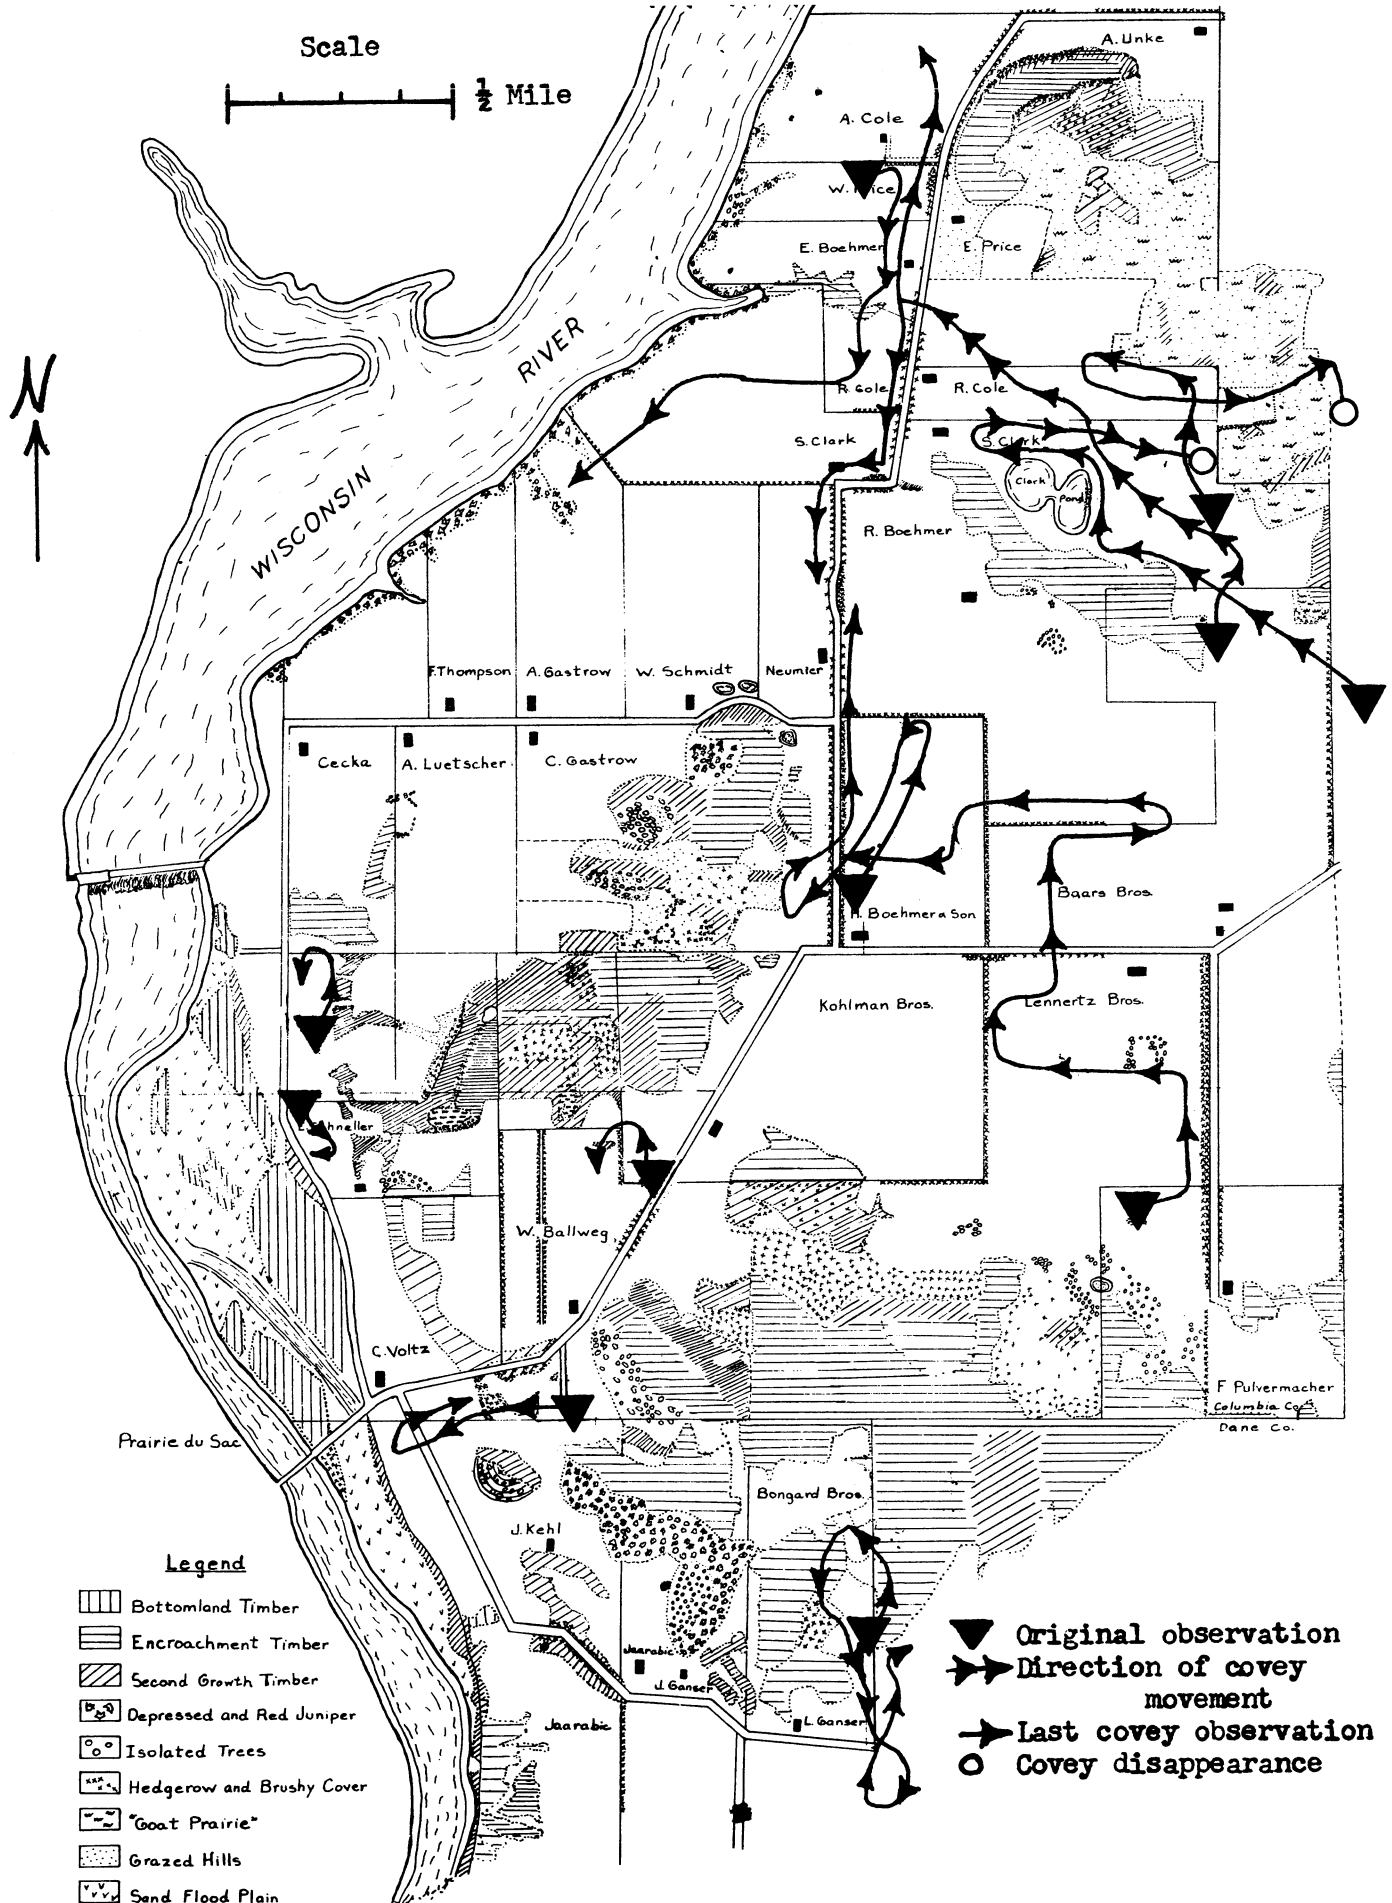 Scale
½ Mile
A. Unke
A. Cole
W. Price
E. Boehmer
E. Price
RIVER
R. Cole
R. Cole
N
S. Clark
S. Clark
Clark
Pond
WISCONSIN
R. Boehmer
F. Thompson
A. Gastrow
W. Schmidt
Neumier
Cecka
A. Luetscher
C. Gastrow
Baars Bros.
H. Boehmer & Son
Kohlman Bros.
Lennertz Bros.
Schneller
W. Ballweg
C. Voltz
F Pulvermacher
Columbia Co.
Dane Co.
Prairie du Sac
Bongard Bros.
J. Kehl
Jaarabic
J. Ganser
Jaarabic
L. Ganser
Legend
Bottomland Timber
Encroachment Timber
Second Growth Timber
Depressed and Red Juniper
Isolated Trees
Hedgerow and Brushy Cover
"Goat Prairie"
Grazed Hills
Sand Flood Plain
Original observation
Direction of covey
movement
Last covey observation
Covey disappearance